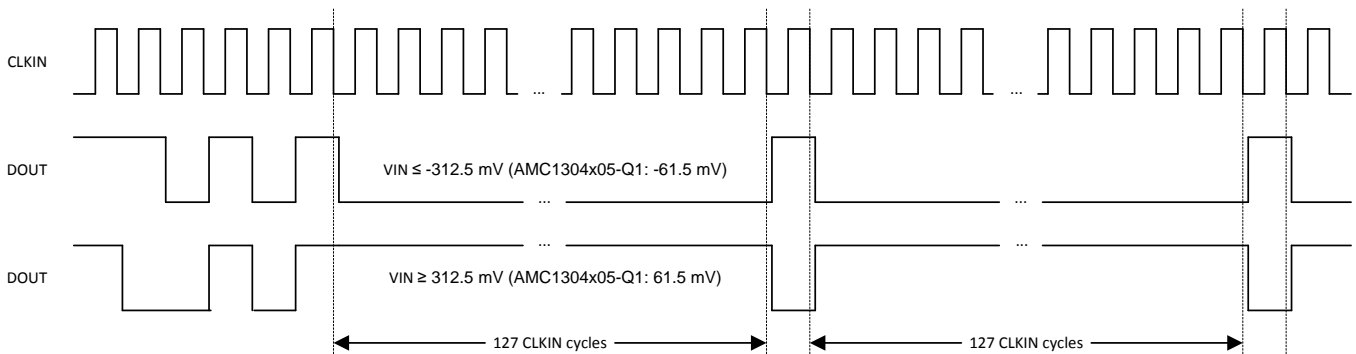 CLKIN
... ...
DOUT
VIN ≤ -312.5 mV (AMC1304x05-Q1: -61.5 mV)
... ...
DOUT
... ...
VIN ≥ 312.5 mV (AMC1304x05-Q1: 61.5 mV)
127 CLKIN cycles 127 CLKIN cycles